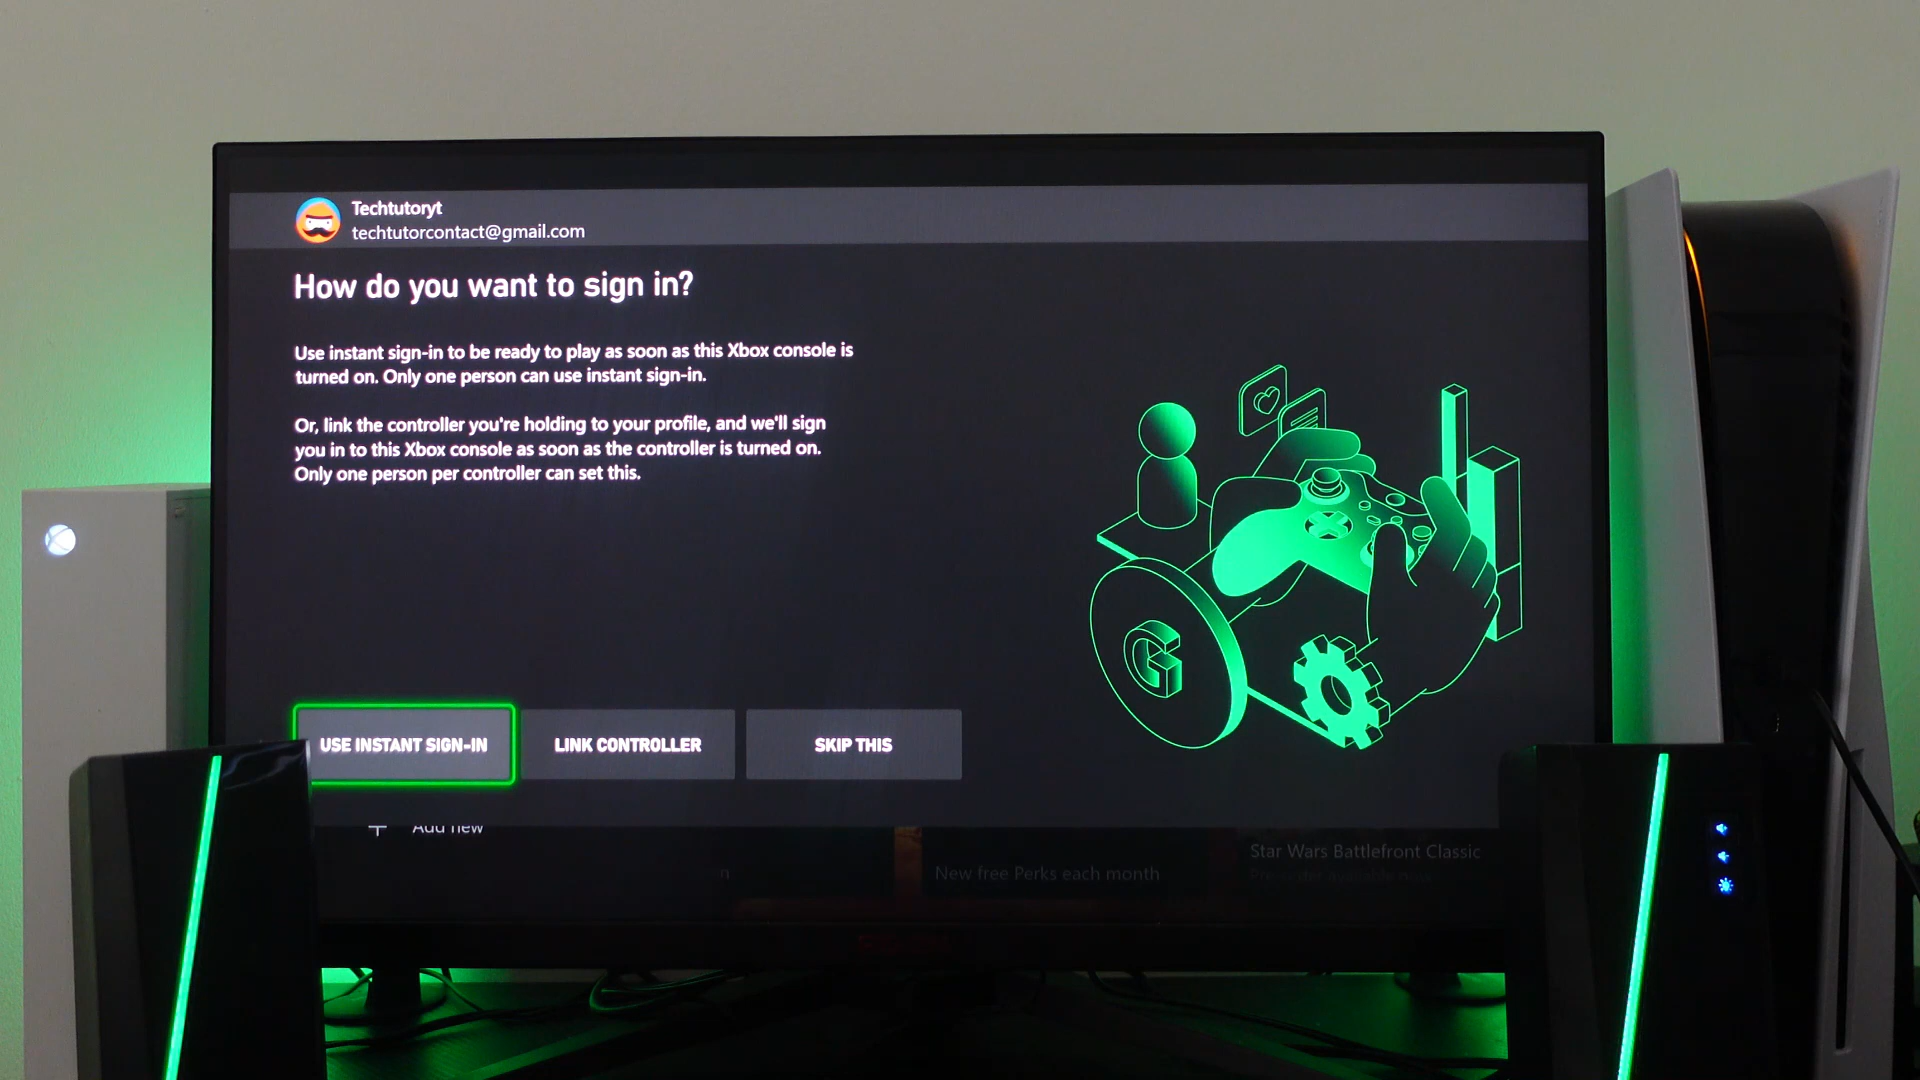 Techtutoryt
techtutorcontact@gmail.com
How do you want to sign in?
Use instant sign-in to be ready to play as soon as this Xbox console is
turned on. Only one person can use instant sign-in.
Or, link the controller you're holding to your profile, and we'll sign
you in to this Xbox console as soon as the controller is turned on.
Only one person per controller can set this.
G
USE INSTANT SIGN-IN
LINK CONTROLLER
SKIP THIS
Add new
n
New free Perks each month
Star Wars Battlefront Classic